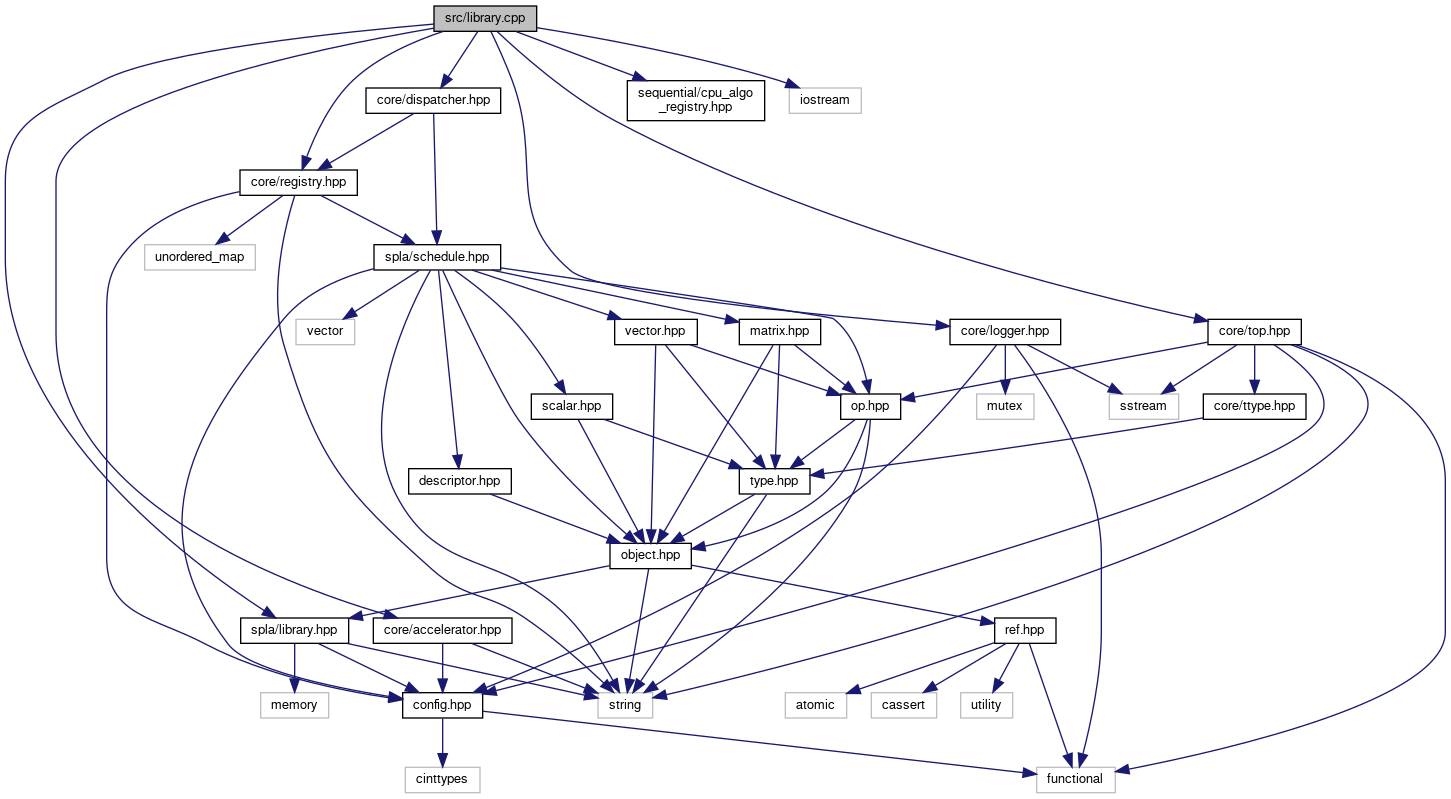 src/library.cpp
core/dispatcher.hpp
sequential/cpu_algo
_registry.hpp
iostream
core/registry.hpp
unordered_map
spla/schedule.hpp
vector
vector.hpp
matrix.hpp
core/logger.hpp
core/top.hpp
scalar.hpp
op.hpp
mutex
sstream
core/ttype.hpp
descriptor.hpp
type.hpp
object.hpp
spla/library.hpp
core/accelerator.hpp
ref.hpp
memory
config.hpp
string
atomic
cassert
utility
cinttypes
functional